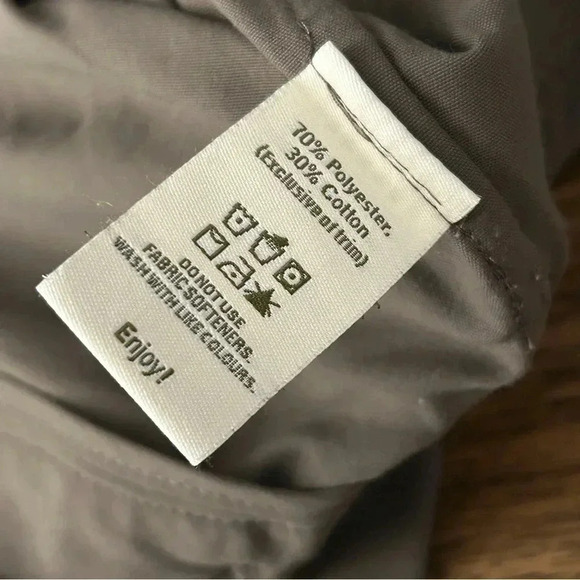 70% Polyester.
30% Cotton
(Exclusive of trim)
DO NOT USE
FABRIC SOFTENERS.
WASH WITH LIKE COLOURS.
Enjoy!